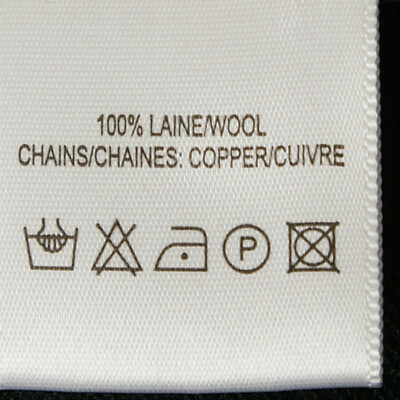 100% LAINE/WOOL
CHAINS/CHAINES: COPPER/CUIVRE
P